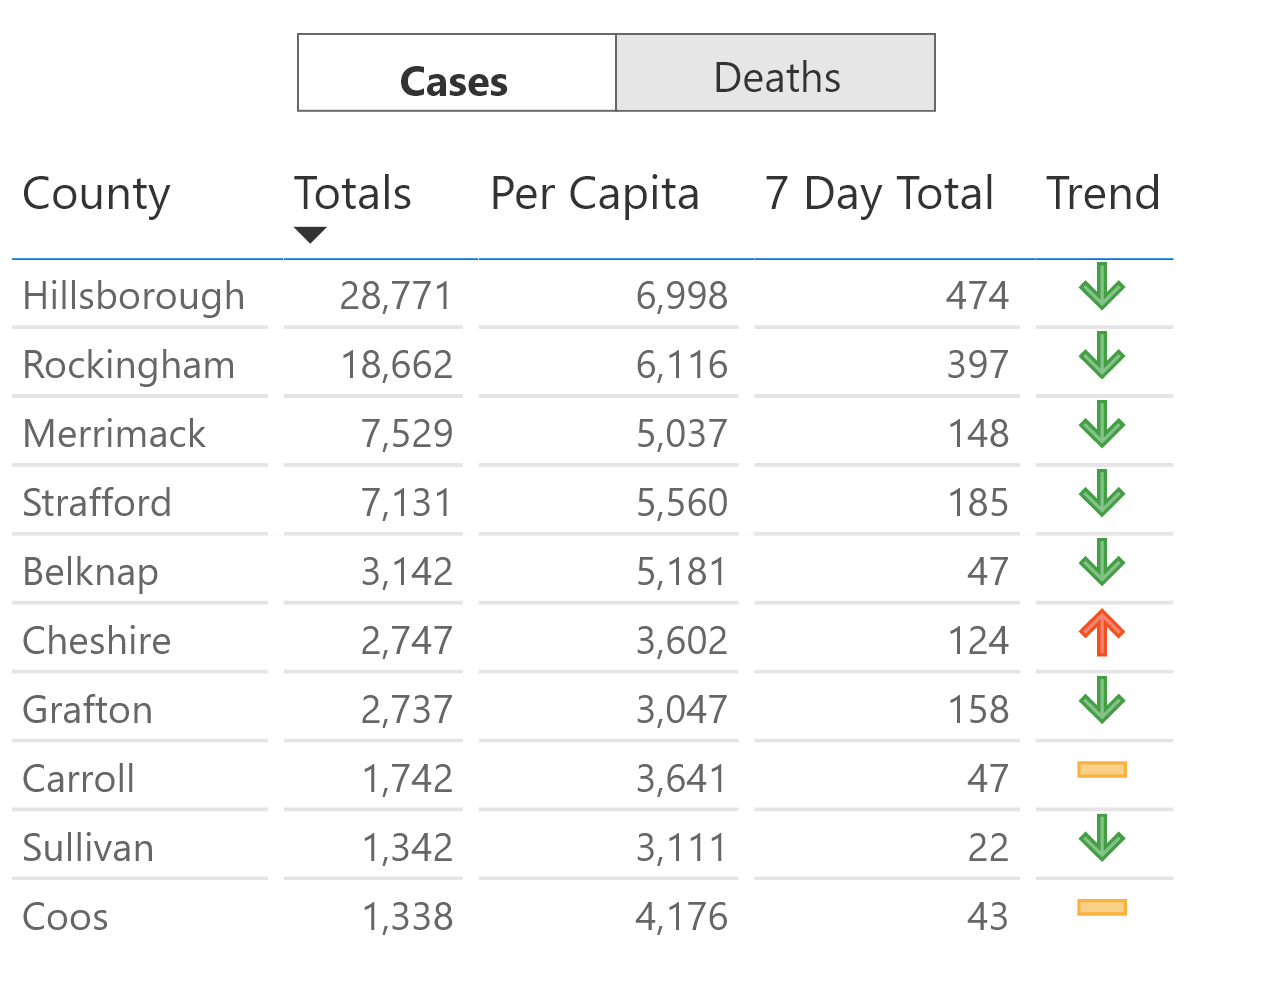 Cases Deaths
County Totals Per Capita 7 Day Total Trend
Hillsborough 28,771 6,998 474
Rockingham 18,662 6,116 397
Merrimack 7,529 5,037 148
Strafford 7,131 5,560 185
Belknap 3,142 5,181 47
Cheshire 2,747 3,602 124
Grafton 2,737 3,047 158
Carroll 1,742 3,641 47
Sullivan 1,342 3,111 22
Coos 1,338 4,176 43